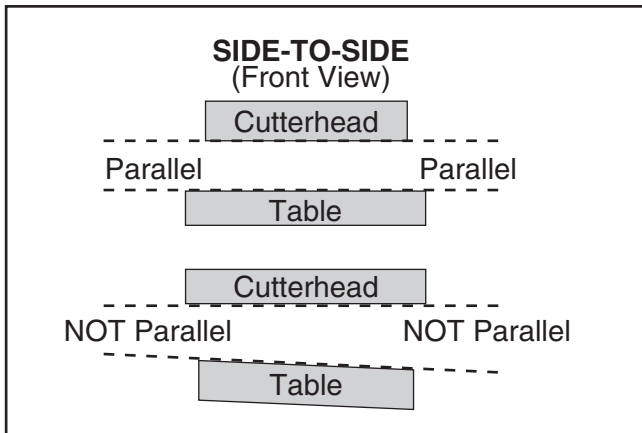 SIDE-TO-SIDE
(Front View)
Cutterhead
Parallel Parallel
Table
Cutterhead
NOT Parallel NOT Parallel
Table